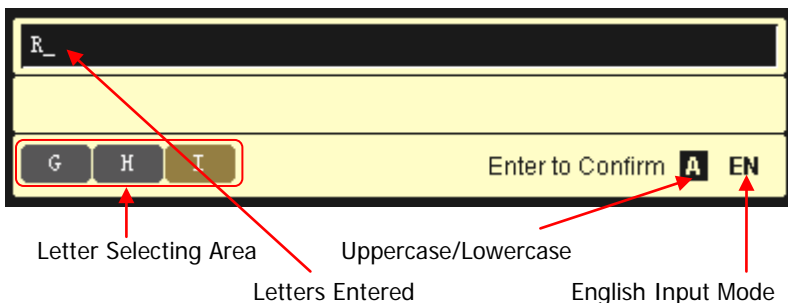 R_
G H I Enter to Confirm A EN
Letter Selecting Area Uppercase/Lowercase
Letters Entered English Input Mode